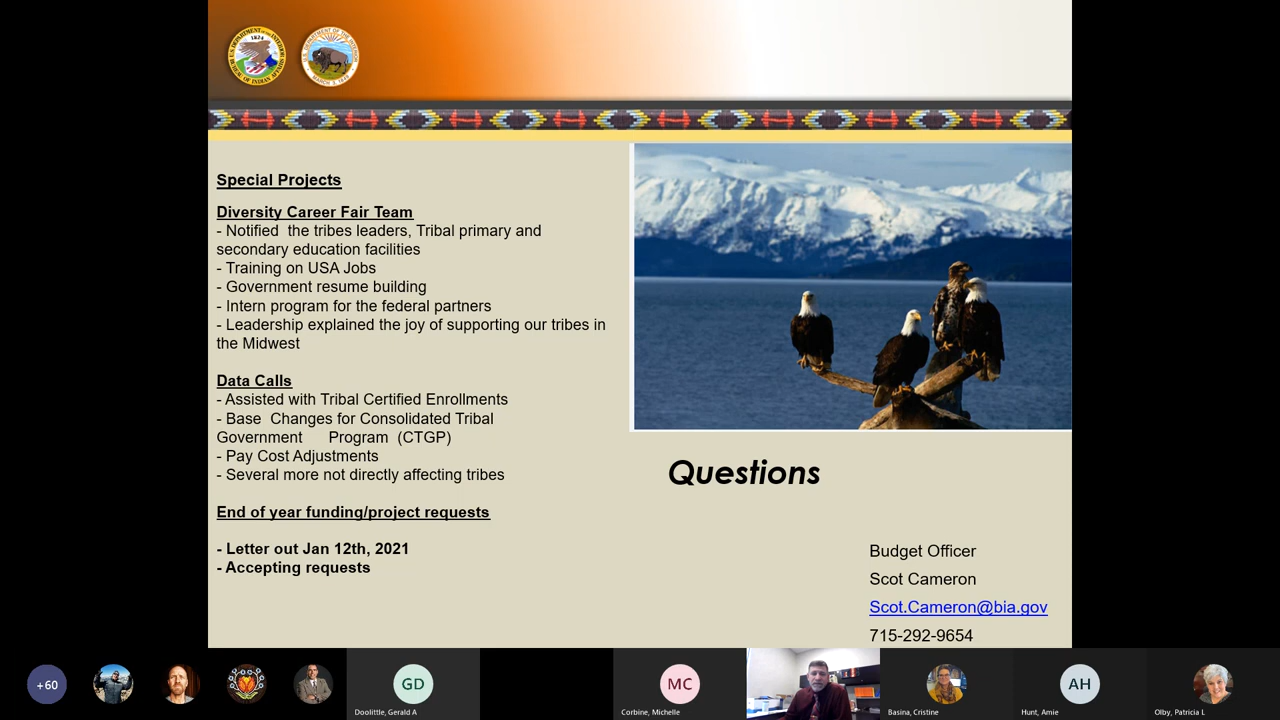 Special Projects
Diversity Career Fair Team
- Notified  the tribes leaders, Tribal primary and
secondary education facilities
- Training on USA Jobs
- Government resume building
- Intern program for the federal partners
- Leadership explained the joy of supporting our tribes in
the Midwest
Data Calls
- Assisted with Tribal Certified Enrollments
- Base  Changes for Consolidated Tribal
Government      Program  (CTGP)
- Pay Cost Adjustments
- Several more not directly affecting tribes
End of year funding/project requests
- Letter out Jan 12th, 2021
- Accepting requests
Questions
Budget Officer
Scot Cameron
Scot.Cameron@bia.gov
715-292-9654
+60
GD
Doolittle, Gerald A
MC
Corbine, Michelle
Basina, Cristine
AH
Hunt, Amie
Olby, Patricia L